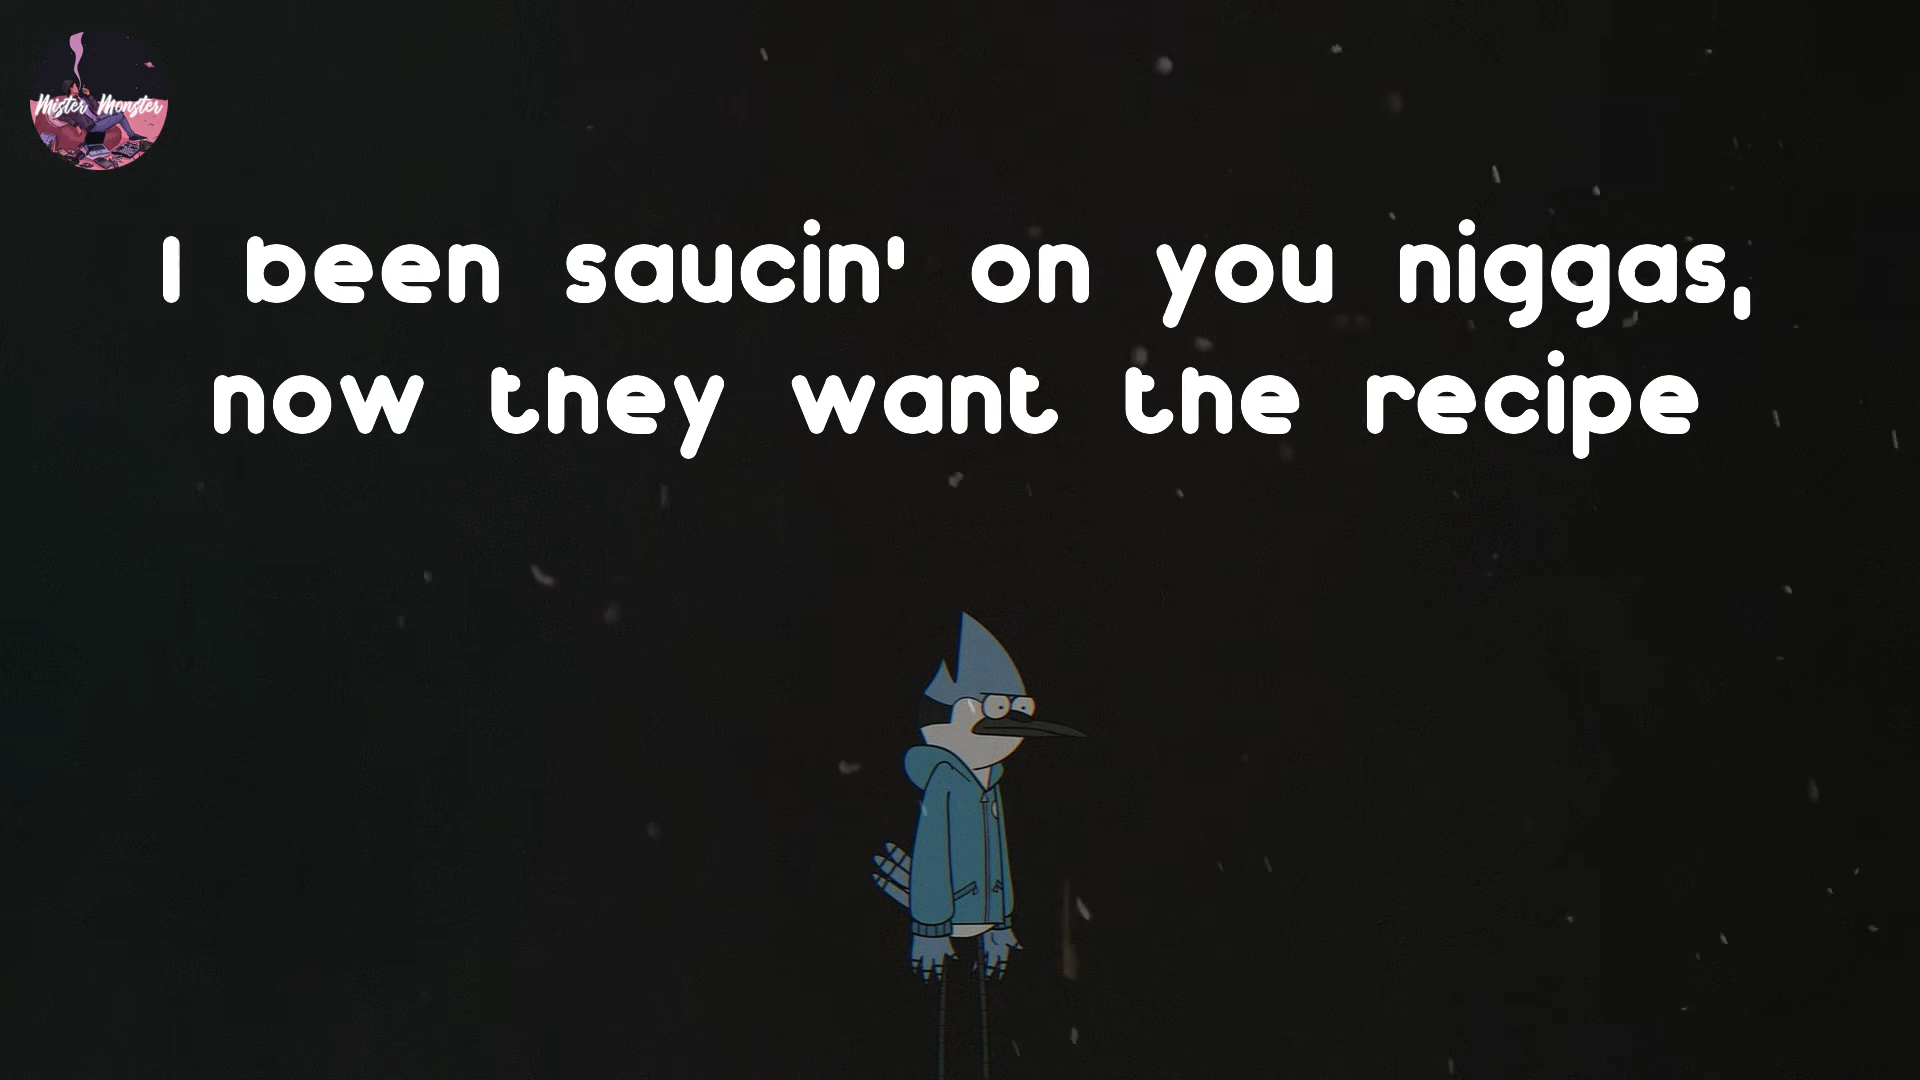 Mister Monster
I been saucin' on you niggas,
now they want the recipe